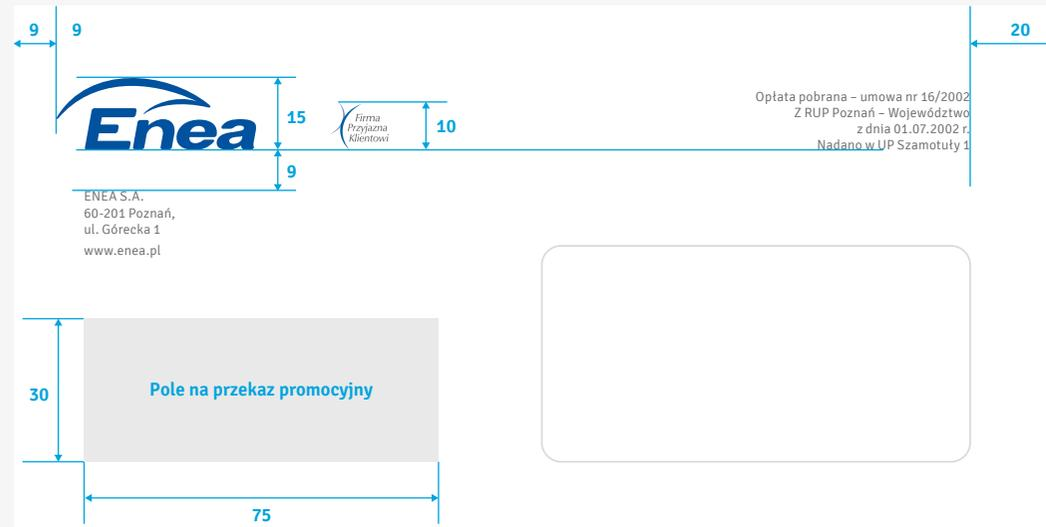 9
9
20
Enea
15
Firma
Przyjazna
Klientowi
10
Opłata pobrana – umowa nr 16/2002
Z RUP Poznań – Województwo
z dnia 01.07.2002 r.
Nadano w UP Szamotuły 1
9
ENEA S.A.
60-201 Poznań,
ul. Górecka 1
www.enea.pl
30
Pole na przekaz promocyjny
75